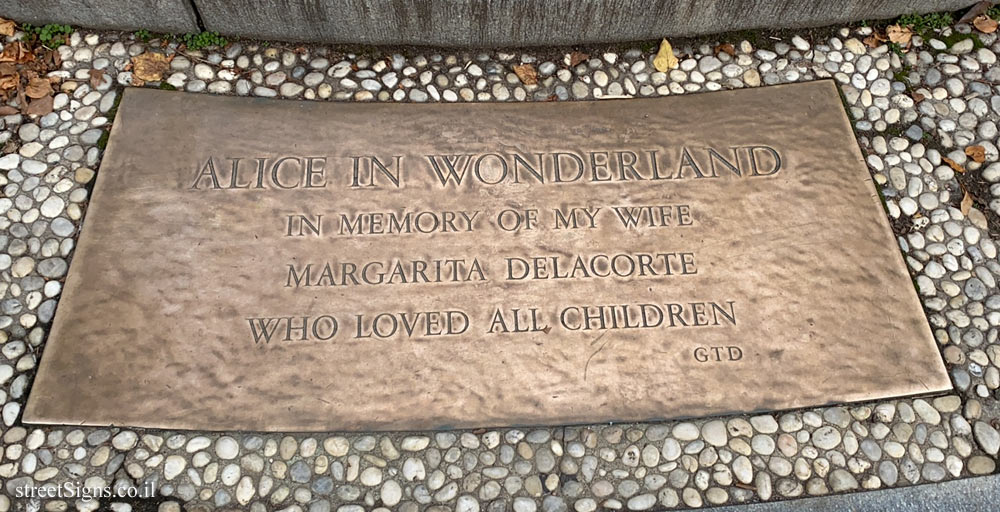 ALICE IN WONDERLAND
IN MEMORY OF MY WIFE
MARGARITA DELACORTE
WHO LOVED ALL CHILDREN
GTD
streetSigns.co.il